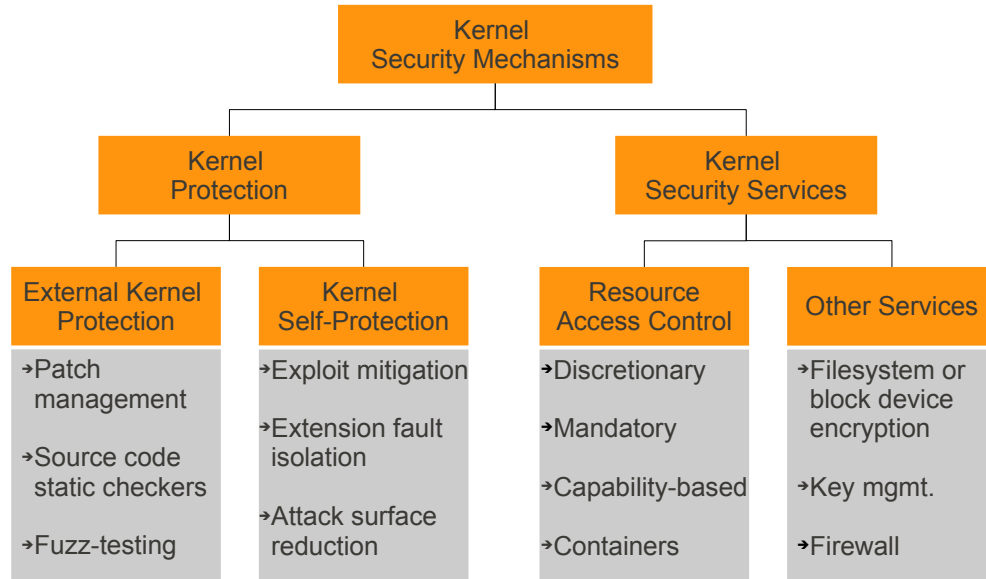 Kernel
Security Mechanisms
Kernel
Protection
Kernel
Security Services
External Kernel
Protection
➔Patch
management
➔Source code
static checkers
➔Fuzz-testing
Kernel
Self-Protection
➔Exploit mitigation
➔Extension fault
isolation
➔Attack surface
reduction
Resource
Access Control
➔Discretionary
➔Mandatory
➔Capability-based
➔Containers
Other Services
➔Filesystem or
block device
encryption
➔Key mgmt.
➔Firewall